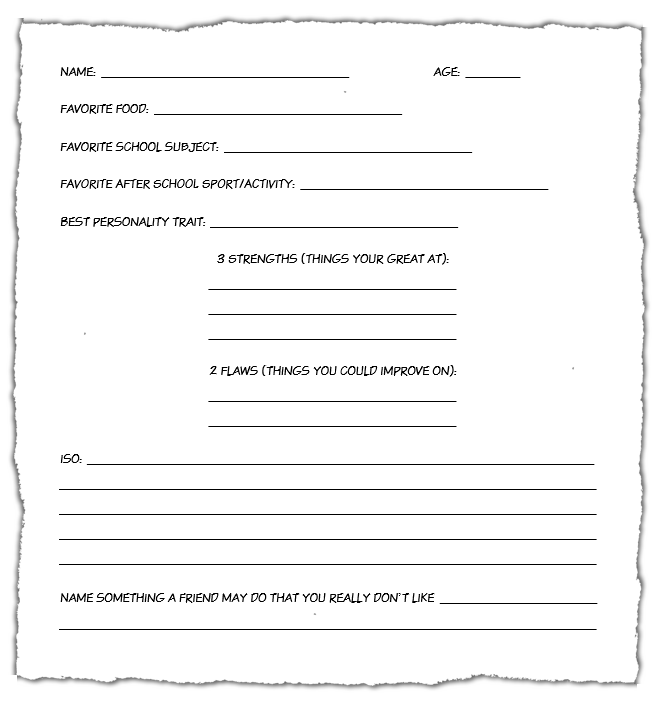 NAME: AGE:
FAVORITE FOOD:
FAVORITE SCHOOL SUBJECT:
FAVORITE AFTER SCHOOL SPORT/ACTIVITY:
BEST PERSONALITY TRAIT:
3 STRENGTHS (THINGS YOUR GREAT AT):
2 FLAWS (THINGS YOU COULD IMPROVE ON):
ISO:
NAME SOMETHING A FRIEND MAY DO THAT YOU REALLY DON'T LIKE